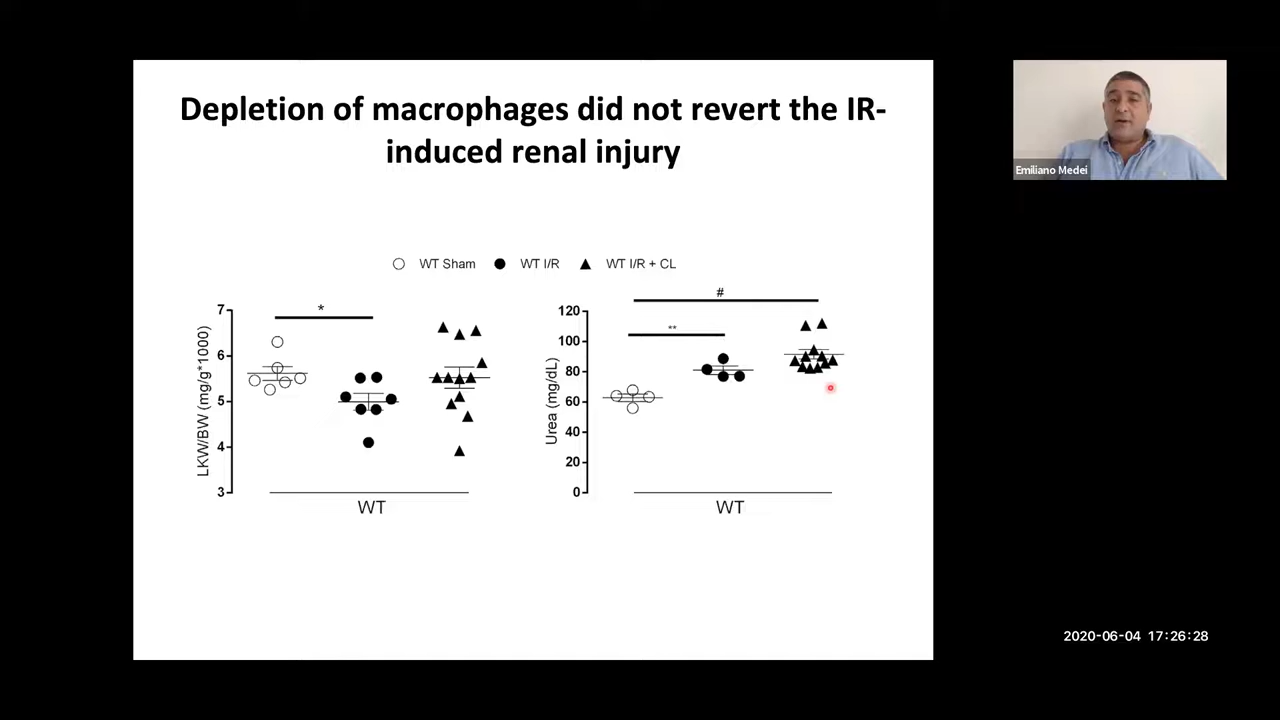 Depletion of macrophages did not revert the IR-
induced renal injury
Emiliano Medei
WT Sham WT I/R WT I/R + CL
*
7
6
5
4
3
LKW/BW (mg/g*1000)
WT
#
**
120
100
80
60
40
20
0
Urea (mg/dL)
WT
2020-06-04 17:26:28